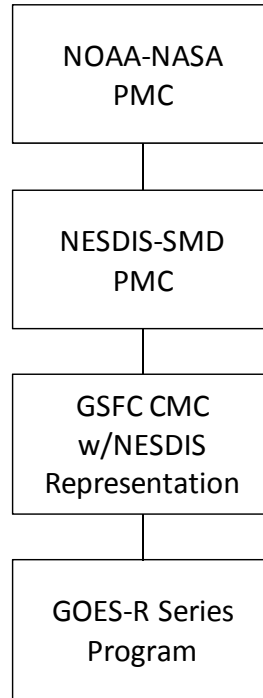 NOAA-NASA
PMC
NESDIS-SMD
PMC
GSFC CMC
w/NESDIS
Representation
GOES-R Series
Program